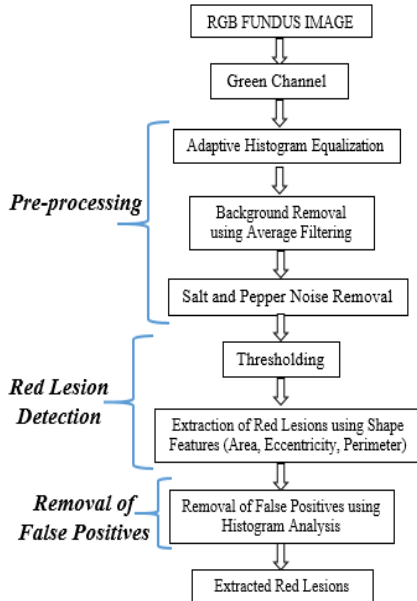 RGB FUNDUS IMAGE
Green Channel
Adaptive Histogram Equalization
Pre-processing
Background Removal
using Average Filtering
Salt and Pepper Noise Removal
Thresholding
Red Lesion
Detection
Extraction of Red Lesions using Shape
Features (Area, Eccentricity, Perimeter)
Removal of
False Positives
Removal of False Positives using
Histogram Analysis
Extracted Red Lesions